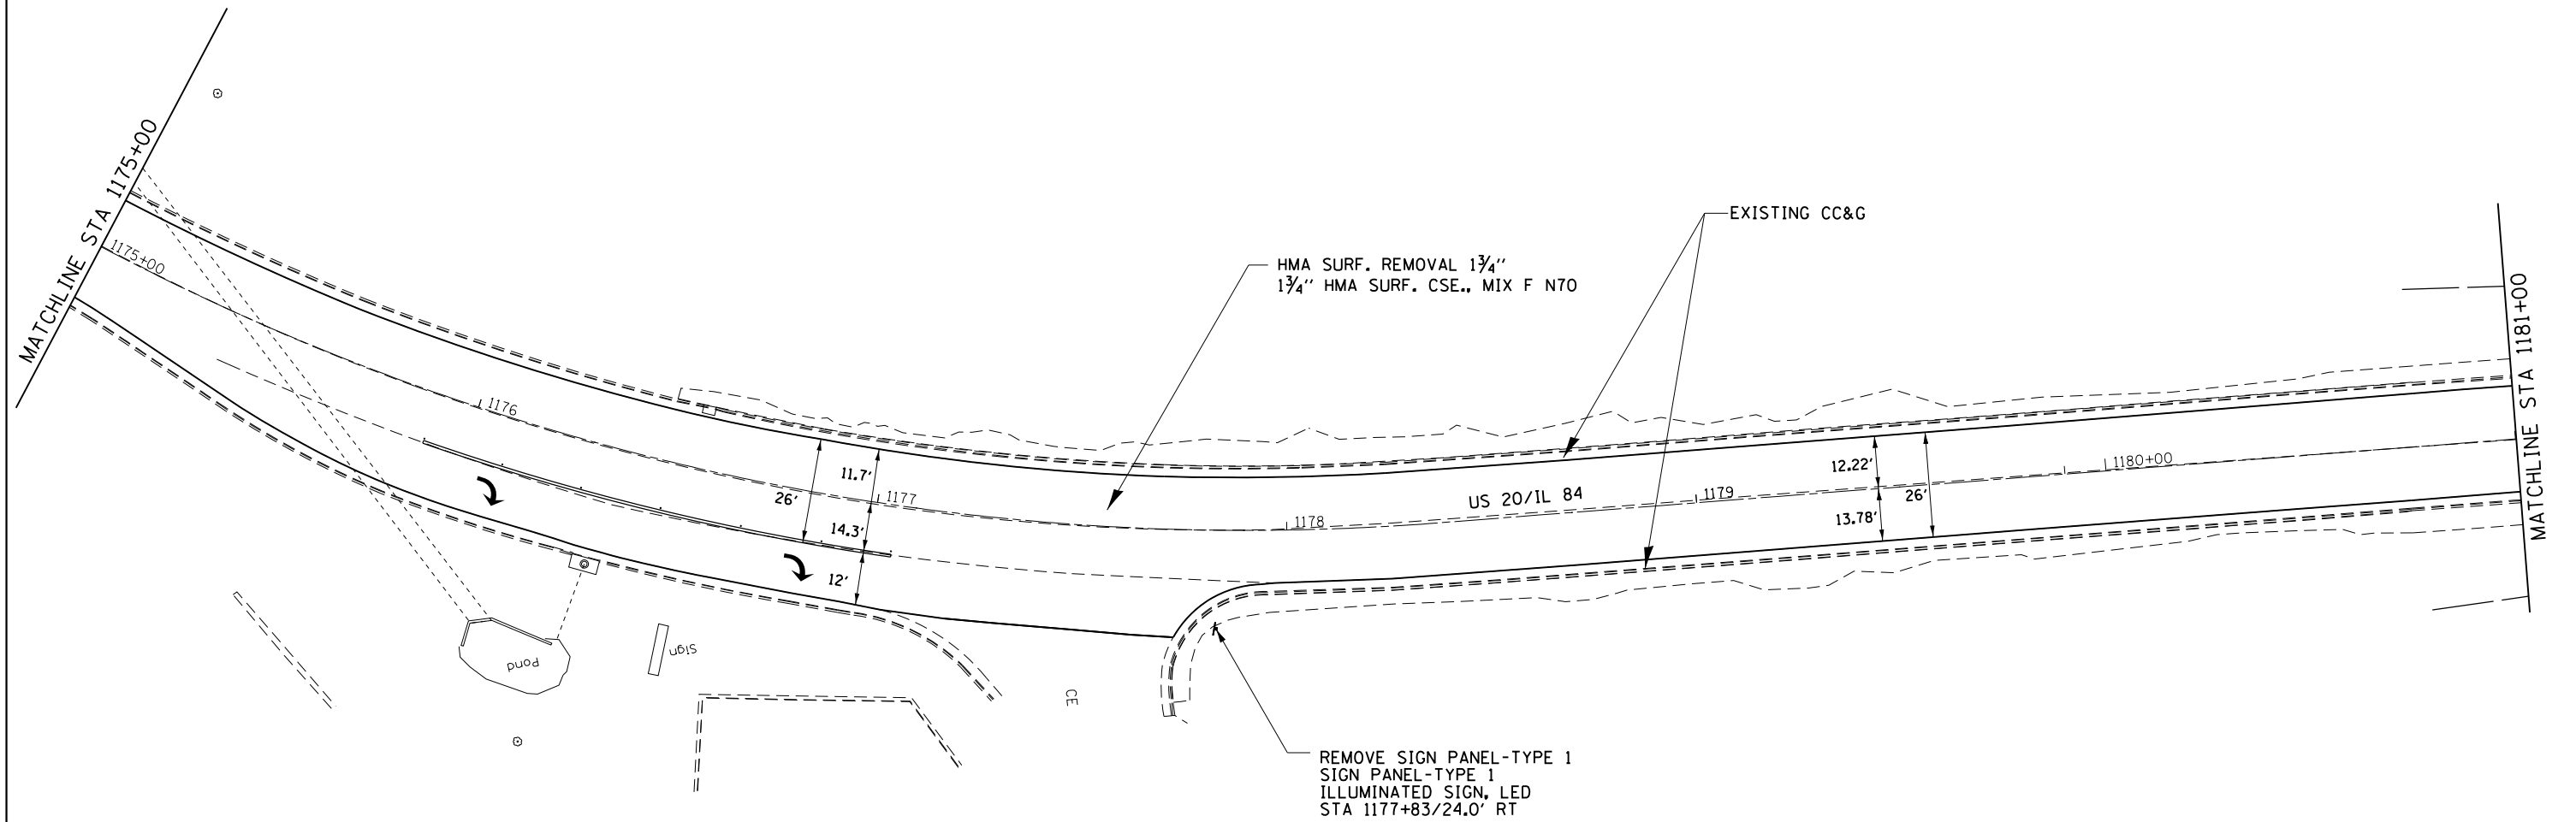 MATCHLINE STA 1175+00
1175+00
1176
1177
1178
1179
1180+00
HMA SURF. REMOVAL 1¾"
1¾" HMA SURF. CSE., MIX F N70
EXISTING CC&G
US 20/IL 84
26'
11.7'
14.3'
12'
12.22'
13.78'
26'
Pond
Sign
CE
REMOVE SIGN PANEL-TYPE 1
SIGN PANEL-TYPE 1
ILLUMINATED SIGN, LED
STA 1177+83/24.0' RT
MATCHLINE STA 1181+00